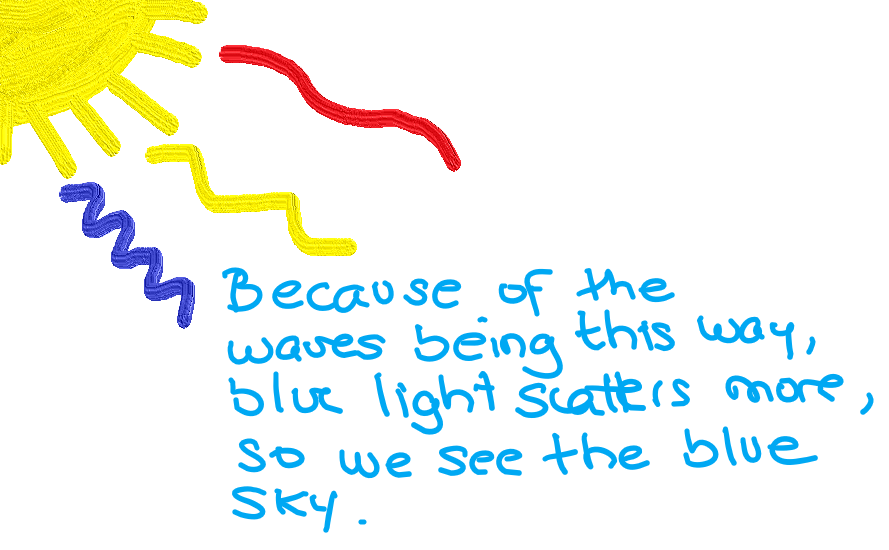 Because of the
waves being this way,
blue light scatters more,
so we see the blue
sky.